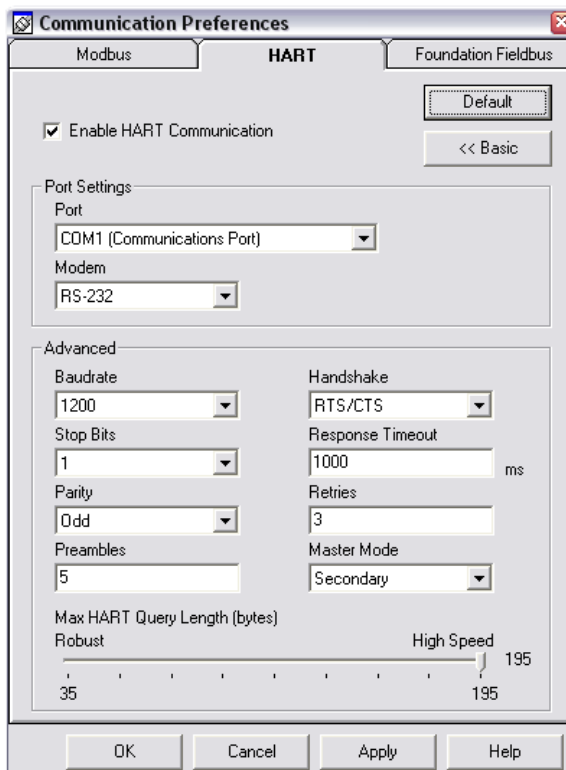 Communication Preferences
Modbus HART Foundation Fieldbus
Default
Enable HART Communication
<< Basic
Port Settings
Port
COM1 (Communications Port)
Modem
RS-232
Advanced
Baudrate Handshake
1200 RTS/CTS
Stop Bits Response Timeout
1 1000 ms
Parity Retries
Odd 3
Preambles Master Mode
5 Secondary
Max HART Query Length (bytes)
Robust High Speed
195
35 195
OK Cancel Apply Help